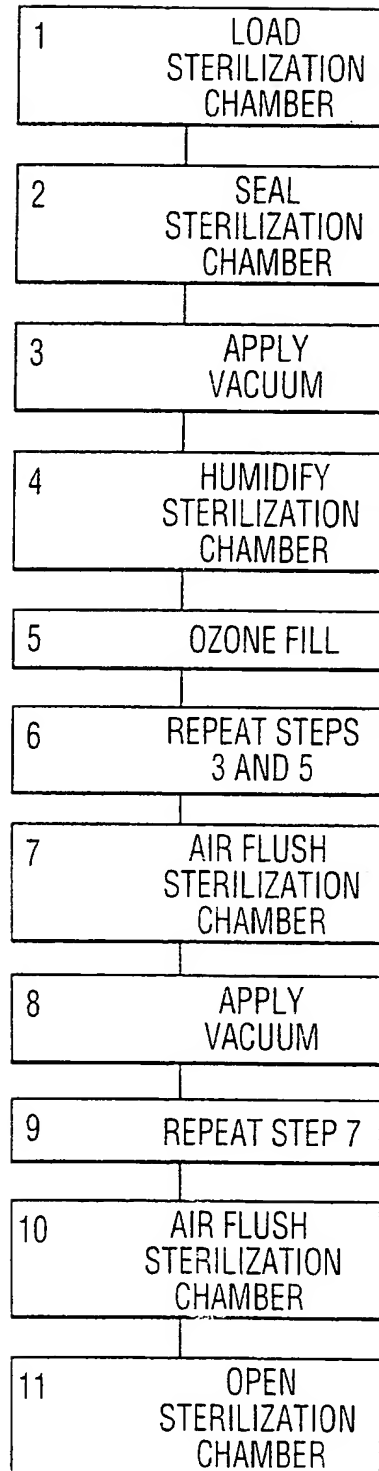 1 LOAD
STERILIZATION
CHAMBER
2 SEAL
STERILIZATION
CHAMBER
3 APPLY
VACUUM
4 HUMIDIFY
STERILIZATION
CHAMBER
5 OZONE FILL
6 REPEAT STEPS
3 AND 5
7 AIR FLUSH
STERILIZATION
CHAMBER
8 APPLY
VACUUM
9 REPEAT STEP 7
10 AIR FLUSH
STERILIZATION
CHAMBER
11 OPEN
STERILIZATION
CHAMBER